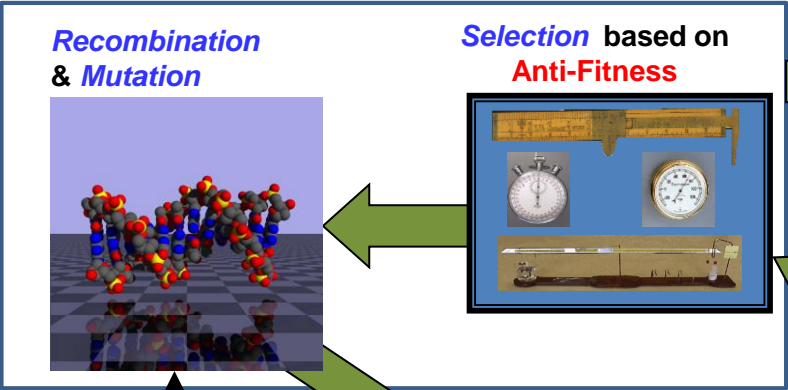 Recombination
& Mutation
Selection based on
Anti-Fitness